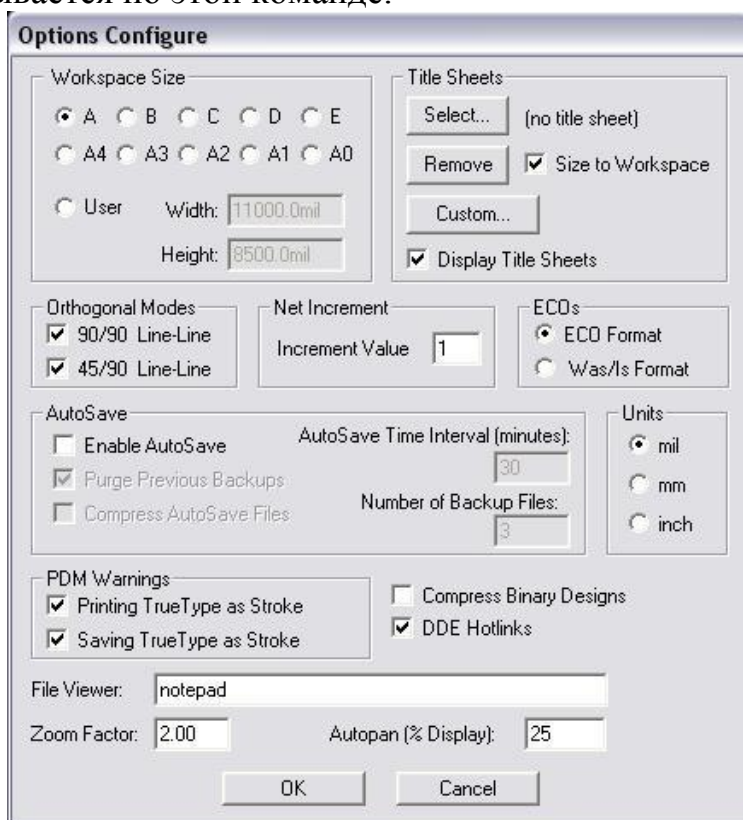 по этой команде.
Options Configure
Workspace Size
A B C D E
A4 A3 A2 A1 A0
User Width: 11000.0mil
Height: 8500.0mil
Title Sheets
Select... (no title sheet)
Remove Size to Workspace
Custom...
Display Title Sheets
Orthogonal Modes
90/90 Line-Line
45/90 Line-Line
Net Increment
Increment Value 1
ECOs
ECO Format
Was/Is Format
AutoSave
Enable AutoSave
Purge Previous Backups
Compress AutoSave Files
AutoSave Time Interval (minutes):
30
Number of Backup Files:
3
Units
mil
mm
inch
PDM Warnings
Printing TrueType as Stroke
Saving TrueType as Stroke
Compress Binary Designs
DDE Hotlinks
File Viewer: notepad
Zoom Factor: 2.00 Autopan (% Display): 25
OK Cancel